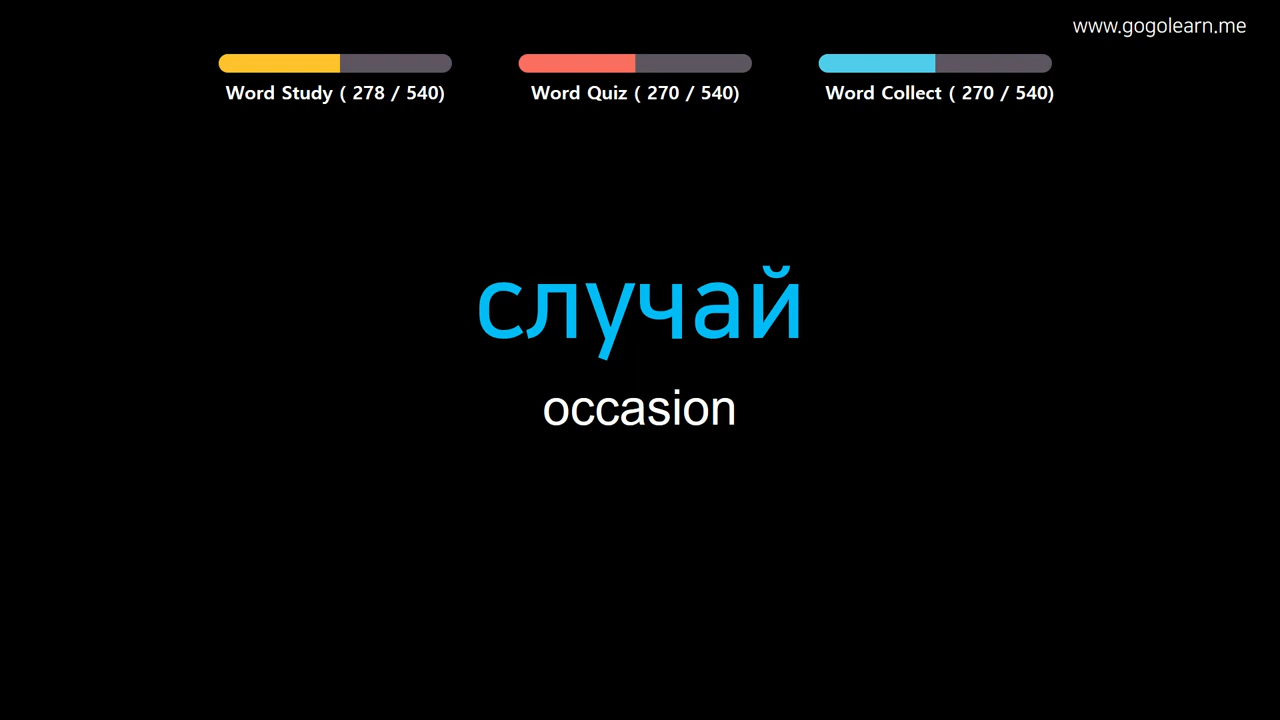 www.gogolearn.me
Word Study ( 278 / 540)
Word Quiz ( 270 / 540)
Word Collect ( 270 / 540)
случай
occasion